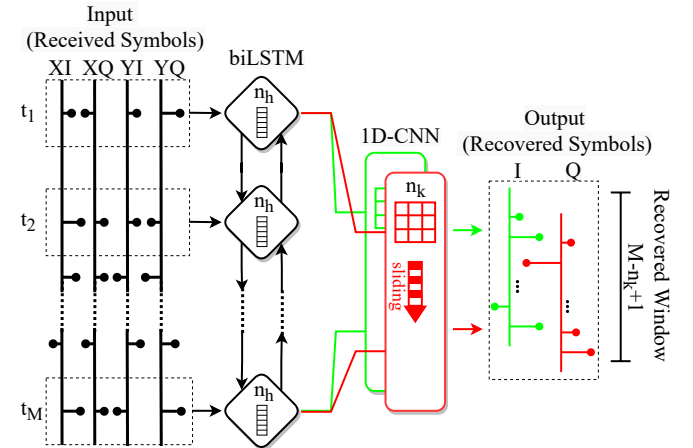 Input
(Received Symbols)
XI XQ YI YQ
biLSTM
t1
nh
1D-CNN
Output
(Recovered Symbols)
I Q
nk
t2
nh
sliding
Recovered Window
M-nk+1
tM
nh